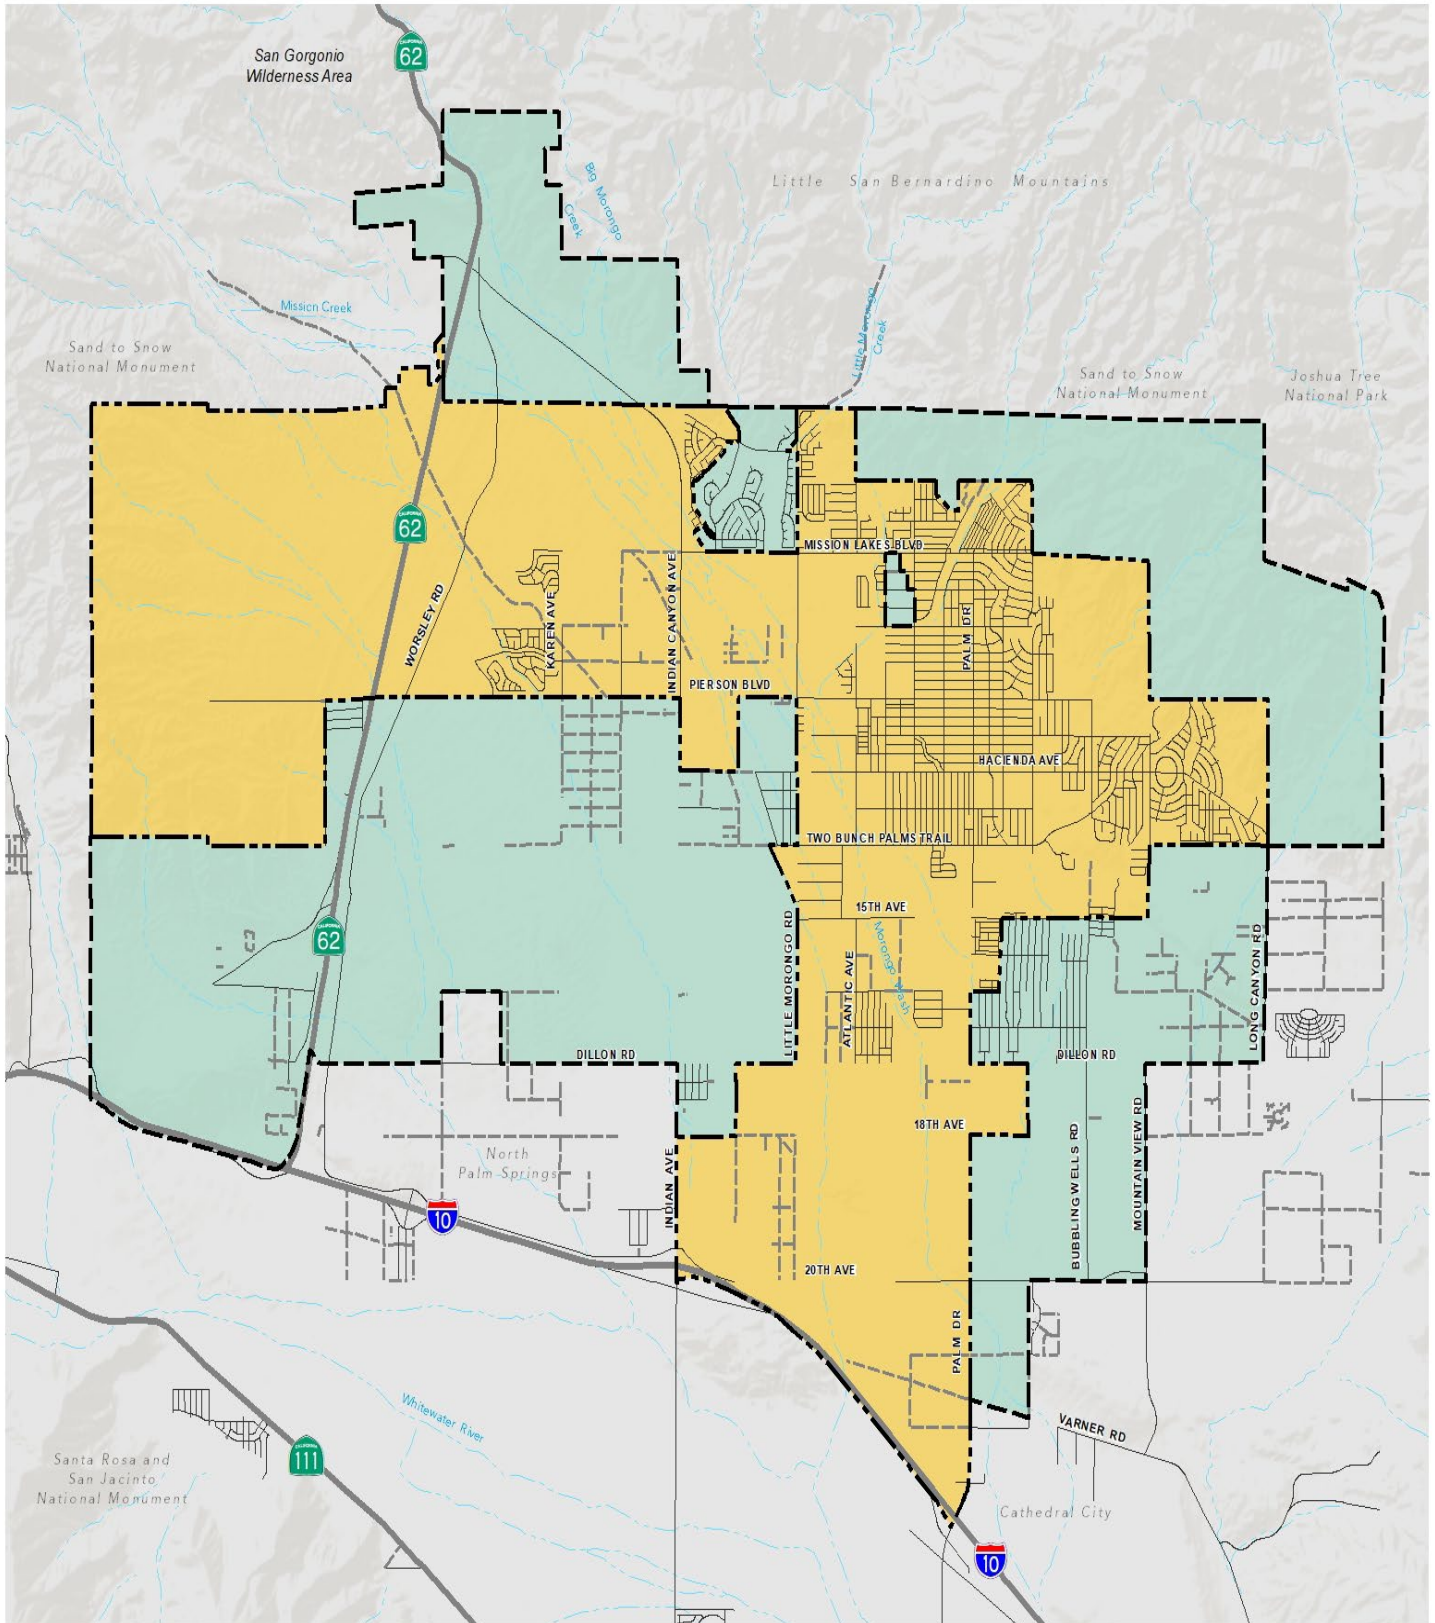 CALIFORNIA
62
San Gorgonio
Wilderness Area
Big Morongo
Creek
Little San Bernardino Mountains
Mission Creek
Little Morongo
Creek
Sand to Snow
National Monument
Sand to Snow
National Monument
Joshua Tree
National Park
CALIFORNIA
62
MISSION LAKES BLVD
WORSLEY RD
KAREN AVE
INDIAN CANYON AVE
PALM DR
PIERSON BLVD
HACIENDA AVE
TWO BUNCH PALMS TRAIL
15TH AVE
CALIFORNIA
62
LITTLE MORONGO RD
ATLANTIC AVE
Morongo Wash
LONG CANYON RD
DILLON RD
DILLON RD
18TH AVE
BUBBLING WELLS RD
MOUNTAIN VIEW RD
North
Palm Springs
INDIAN AVE
10
20TH AVE
PALM DR
Whitewater River
VARNER RD
CALIFORNIA
111
Santa Rosa and
San Jacinto
National Monument
Cathedral City
10